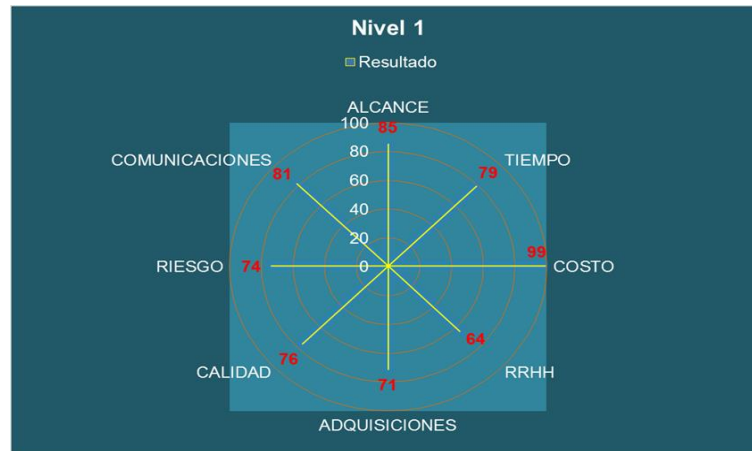 Nivel 1
Resultado
ALCANCE
100
85
COMUNICACIONES
80
TIEMPO
81
79
60
40
20
RIESGO
74
0
99
COSTO
64
76
CALIDAD
RRHH
71
ADQUISICIONES